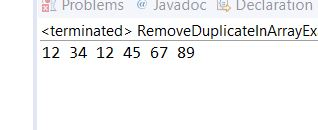 Problems @ Javadoc Declaration
<terminated> RemoveDuplicateInArrayEx
12 34 12 45 67 89